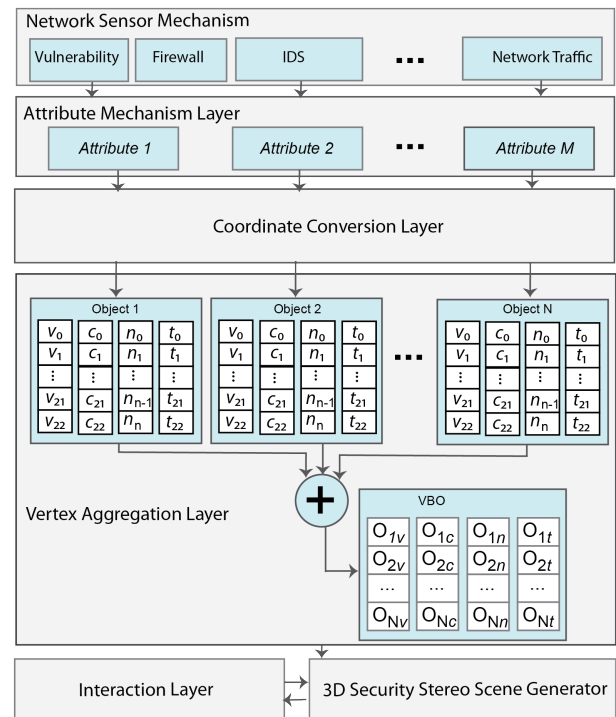 Network Sensor Mechanism
Vulnerability Firewall IDS ... Network Traffic
Attribute Mechanism Layer
Attribute 1 Attribute 2 ... Attribute M
Coordinate Conversion Layer
Object 1 Object 2 Object N
v0 c0 n0 t0 v0 c0 n0 t0 v0 c0 n0 t0
v1 c1 n1 t1 v1 c1 n1 t1 ... v1 c1 n1 t1
⋮ ⋮ ⋮ ⋮ ⋮ ⋮ ⋮ ⋮ ⋮ ⋮ ⋮ ⋮
v21 c21 nn-1 t21 v21 c21 nn-1 t21 v21 c21 nn-1 t21
v22 c22 nn t22 v22 c22 nn t22 v22 c22 nn t22
+
Vertex Aggregation Layer
VBO
O1v O1c O1n O1t
O2v O2c O2n O2t
... ... ... ...
ONv ONc ONn ONt
Interaction Layer 3D Security Stereo Scene Generator